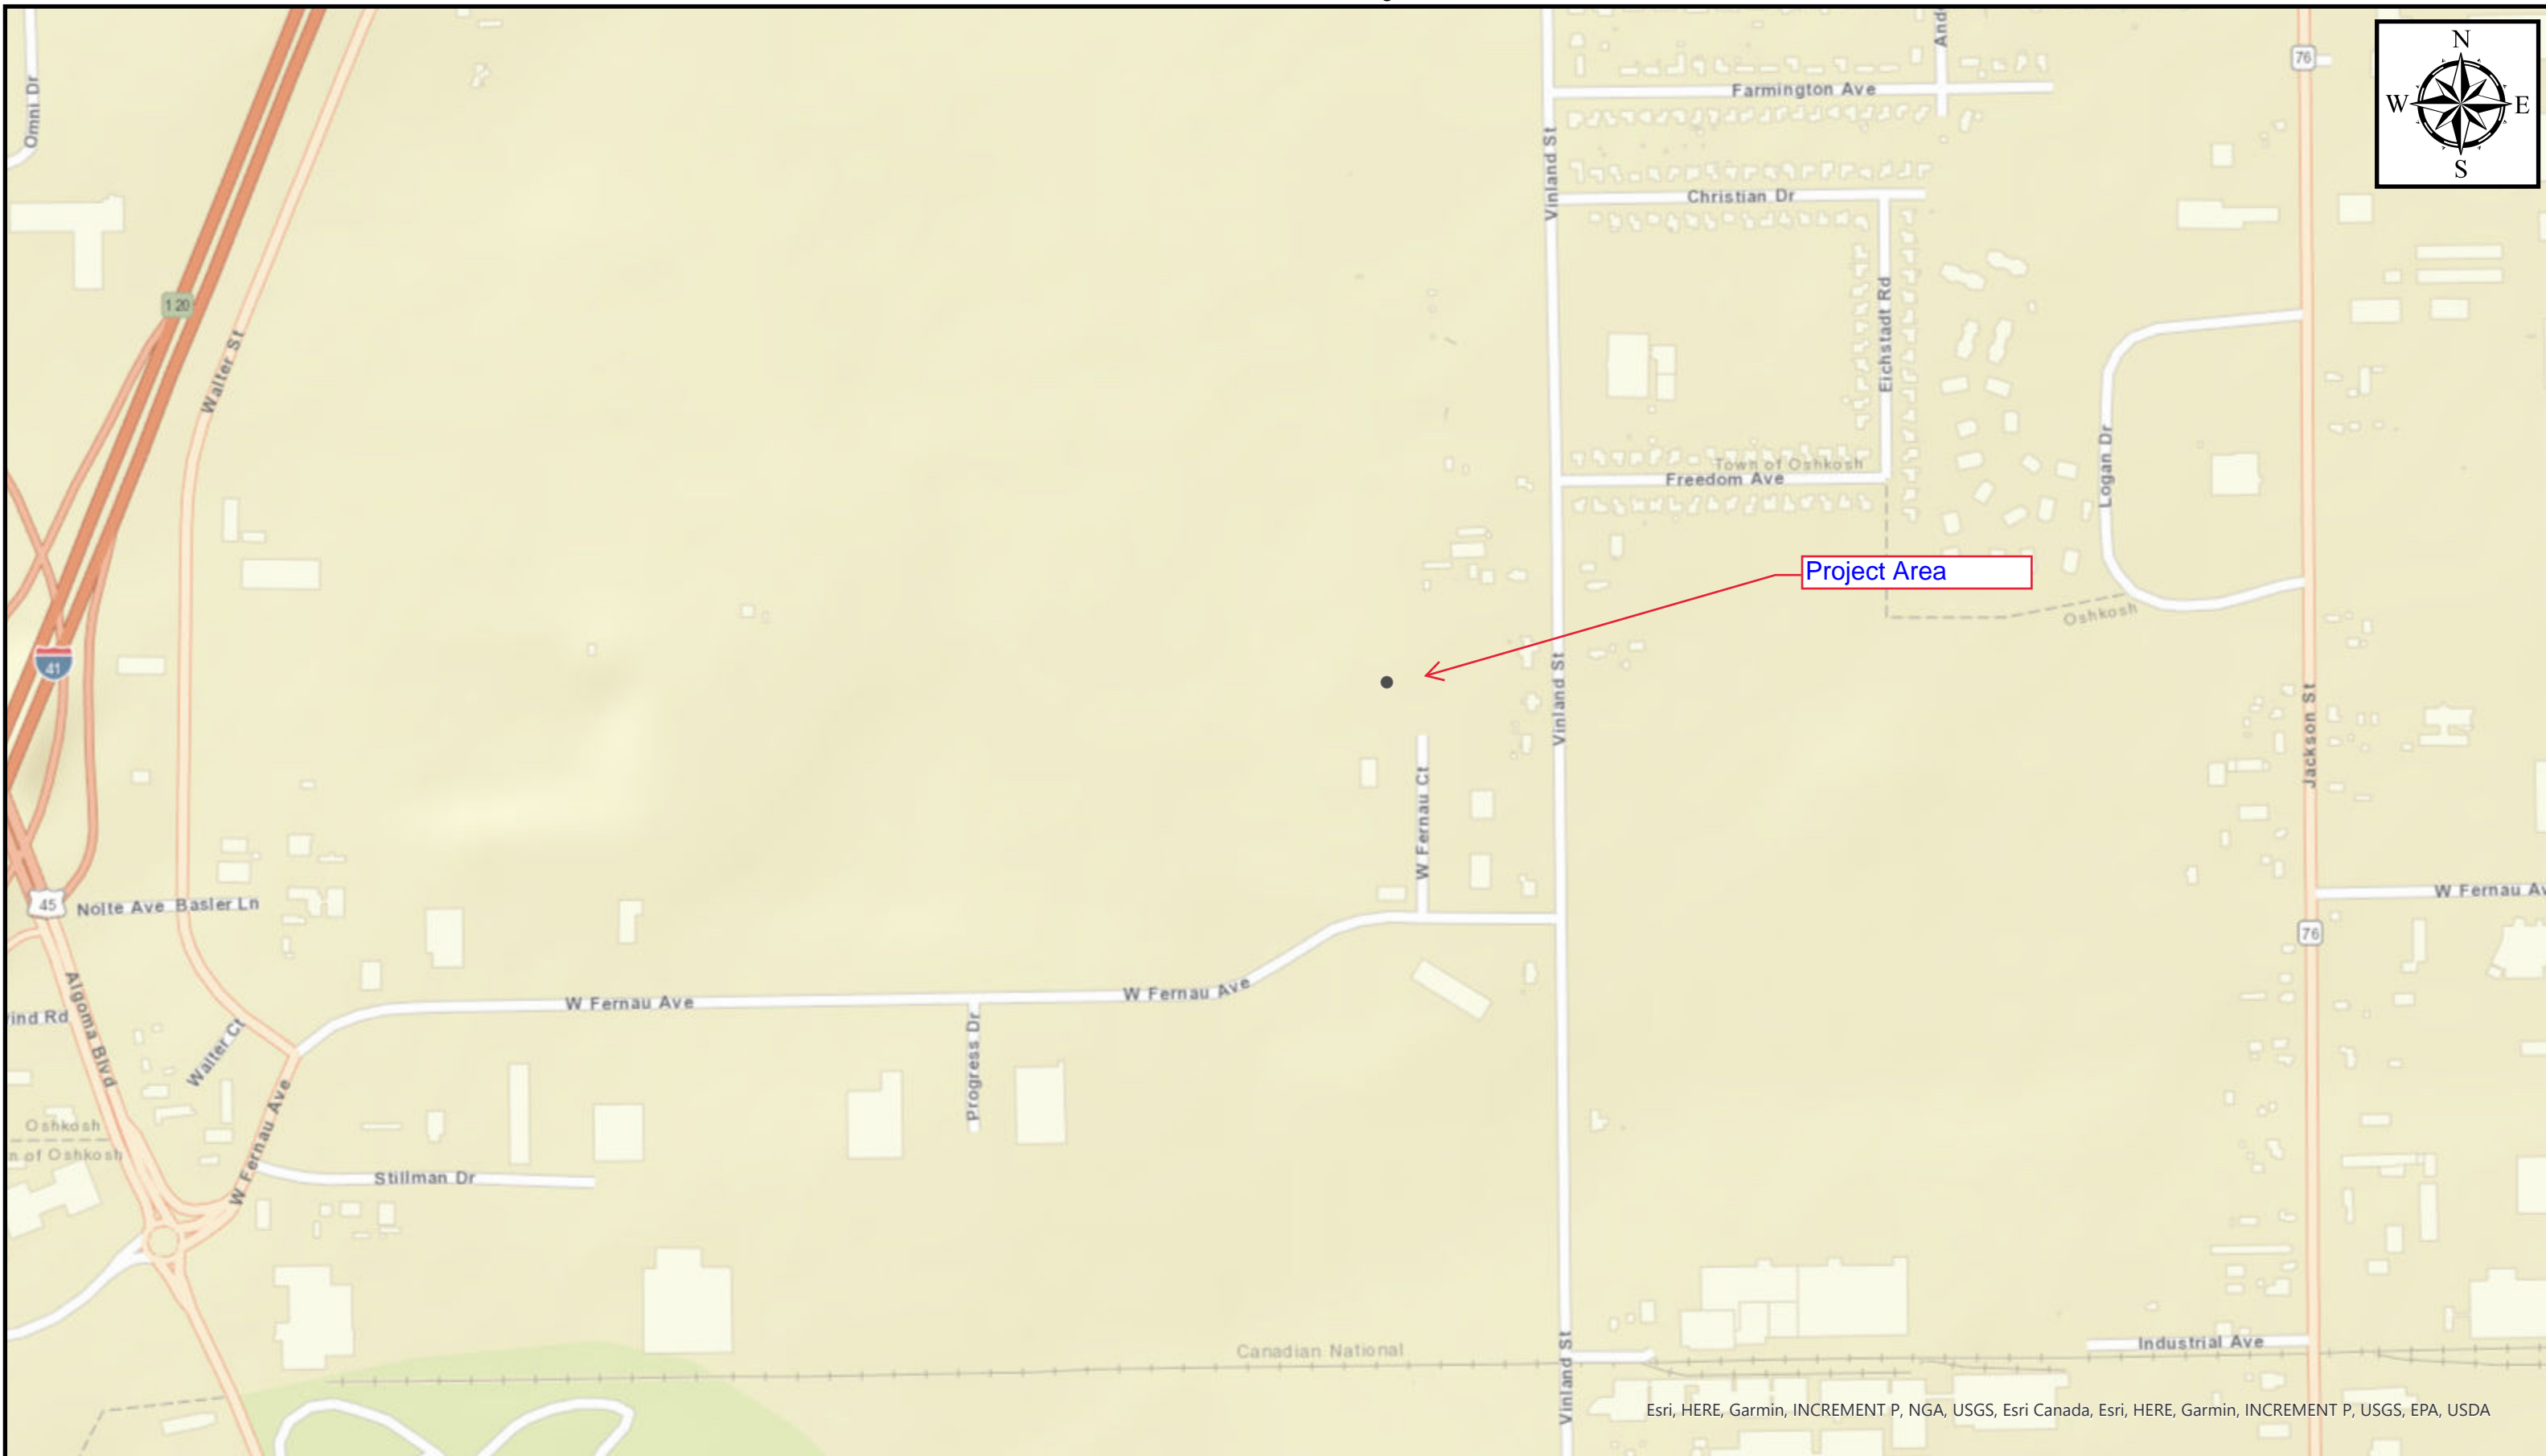 N
W E
S
76
Omni Dr
Farmington Ave
Vinland St
Christian Dr
120
Walter St
Eichstadt Rd
Logan Dr
Town of Oshkosh
Freedom Ave
Project Area
Oshkosh
41
Vinland St
Jackson St
W Fernau Ct
45
Nolte Ave Basler Ln
W Fernau
76
Algoma Blvd
W Fernau Ave
W Fernau Ave
Rd
Walter Ct
Progress Dr
W Fernau Ave
Oshkosh
of Oshkosh
Stillman Dr
Canadian National
Vinland St
Industrial Ave
Esri, HERE, Garmin, INCREMENT P, NGA, USGS, Esri Canada, Esri, HERE, Garmin, INCREMENT P, USGS, EPA, USDA